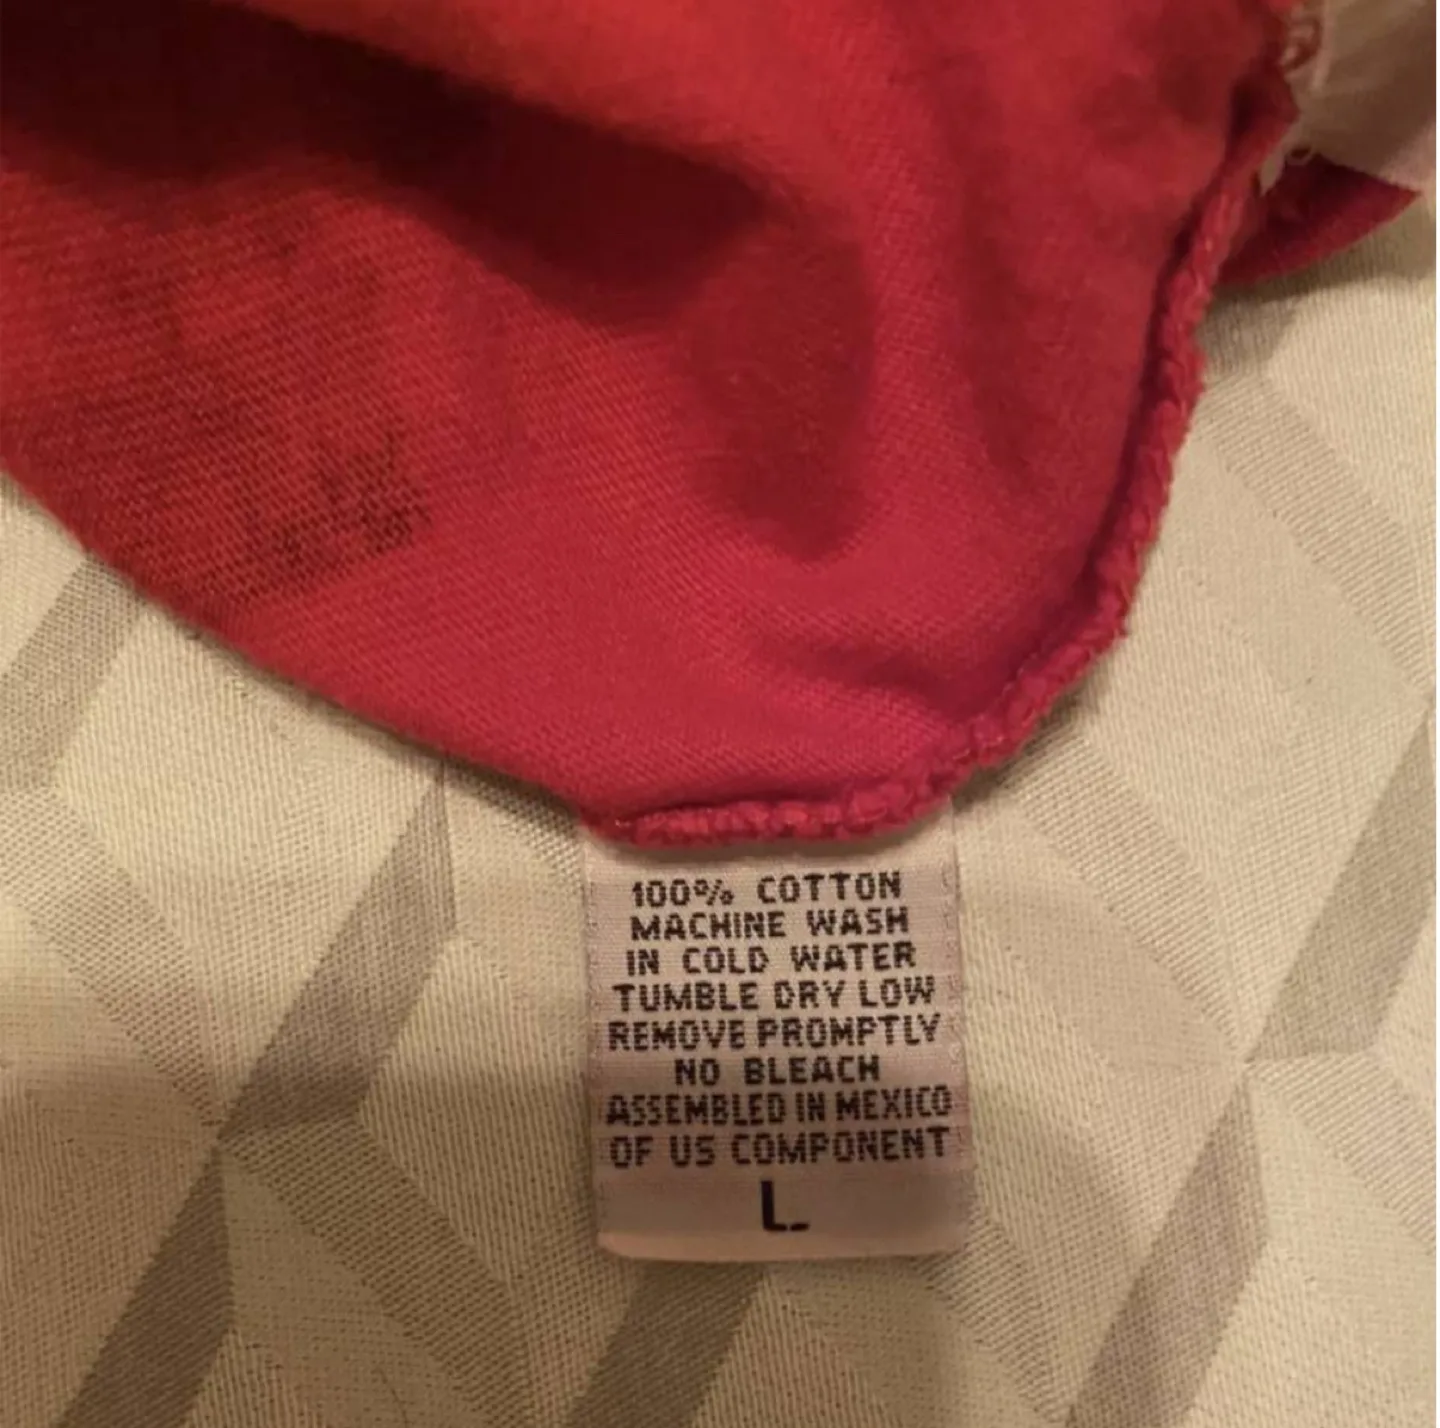 100% COTTON
MACHINE WASH
IN COLD WATER
TUMBLE DRY LOW
REMOVE PROMPTLY
NO BLEACH
ASSEMBLED IN MEXICO
OF US COMPONENT
L